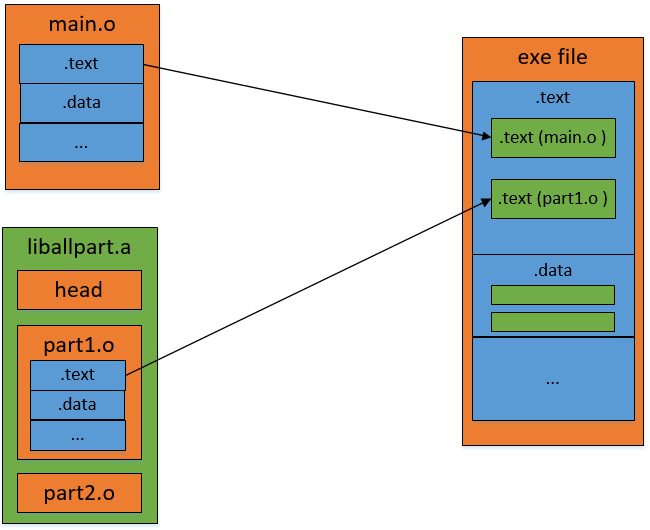 main.o
.text
.data
...
liballpart.a
head
part1.o
.text
.data
...
part2.o
exe file
.text
.text (main.o )
.text (part1.o )
.data
...